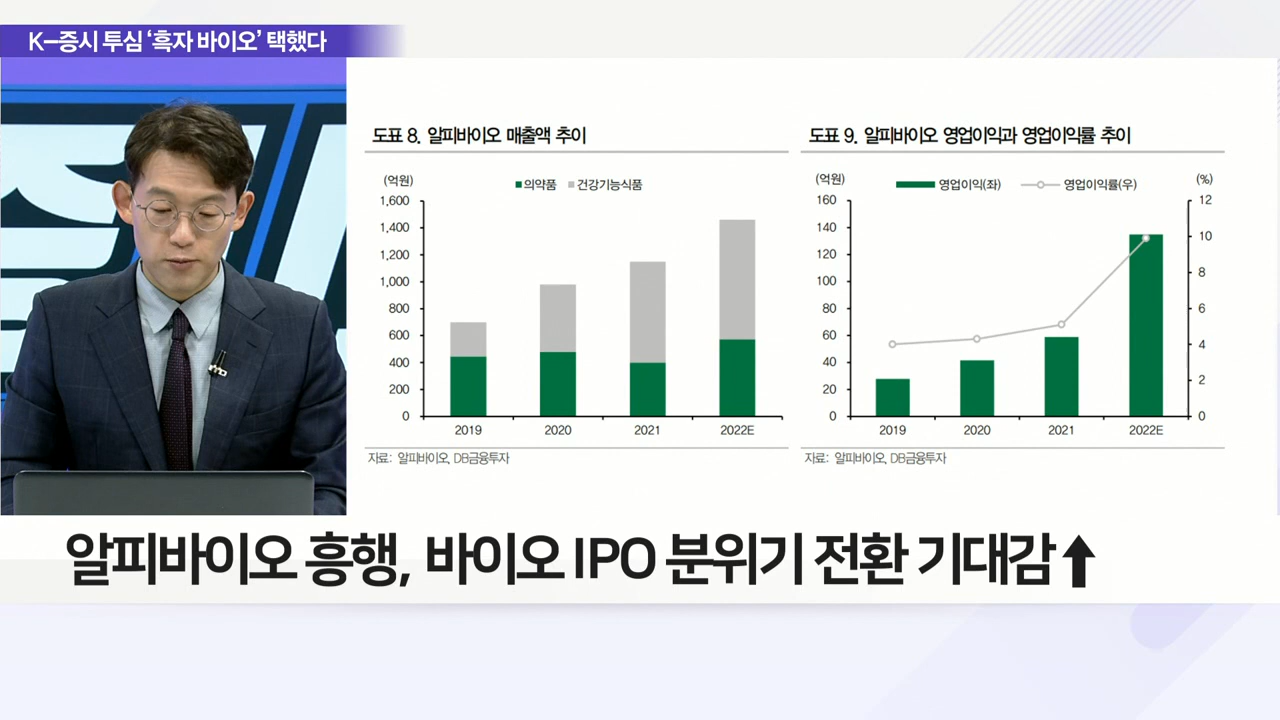 K-증시 투심 ‘흑자 바이오’ 택했다
도표 8. 알피바이오 매출액 추이
(억원)
의약품 건강기능식품
1,600
1,400
1,200
1,000
800
600
400
200
0
2019 2020 2021 2022E
자료: 알피바이오, DB금융투자
도표 9. 알피바이오 영업이익과 영업이익률 추이
(억원) 영업이익(좌) 영업이익률(우) (%)
160
140
120
100
80
60
40
20
0
12
10
8
6
4
2
0
2019 2020 2021 2022E
자료: 알피바이오, DB금융투자
알피바이오 흥행, 바이오 IPO 분위기 전환 기대감↑